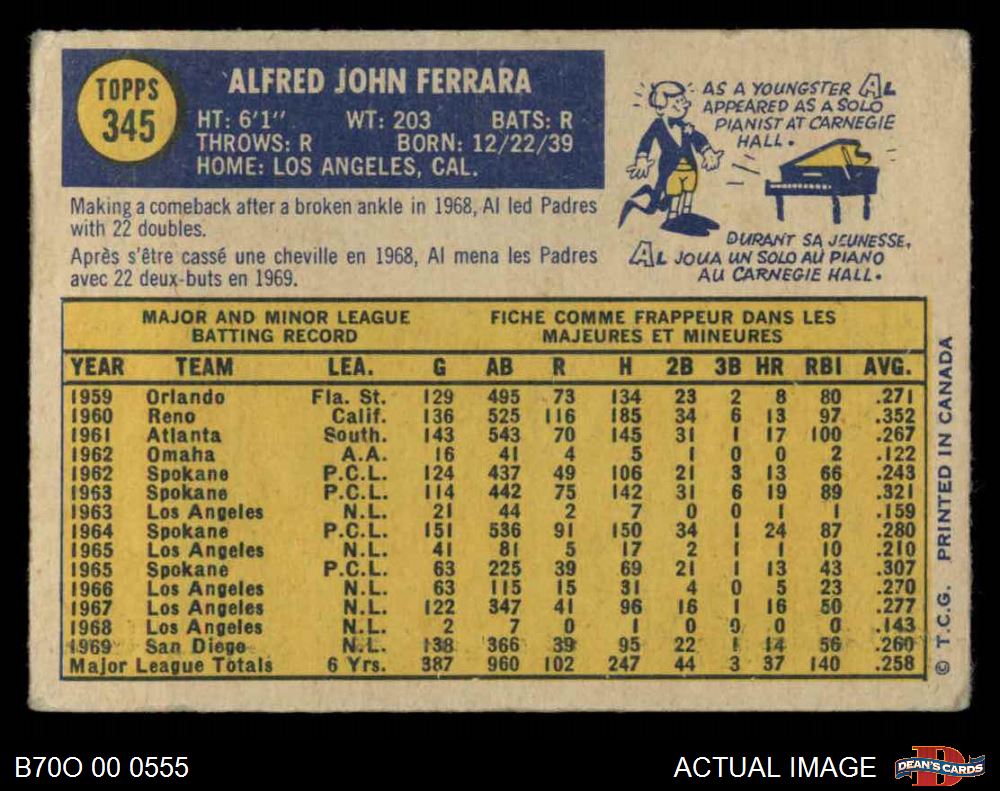 TOPPS
345
ALFRED JOHN FERRARA
HT: 6'1" WT: 203 BATS: R
THROWS: R BORN: 12/22/39
HOME: LOS ANGELES, CAL.
Making a comeback after a broken ankle in 1968, Al led Padres
with 22 doubles.
Après s'être cassé une cheville en 1968, Al mena les Padres
avec 22 deux-buts en 1969.
AS A YOUNGSTER AL
APPEARED AS A SOLO
PIANIST AT CARNEGIE
HALL.
DURANT SA JEUNESSE,
AL JOUA UN SOLO AU PIANO
AU CARNEGIE HALL.
MAJOR AND MINOR LEAGUE
BATTING RECORD
FICHE COMME FRAPPEUR DANS LES
MAJEURES ET MINEURES
YEAR TEAM LEA. G AB R H 2B 3B HR RBI AVG.
1959 Orlando Fla. St. 129 495 73 134 23 2 8 80 .271
1960 Reno Calif. 136 525 116 185 34 6 13 97 .352
1961 Atlanta South. 143 543 70 145 31 1 17 100 .267
1962 Omaha A.A. 16 41 4 5 1 0 0 2 .122
1962 Spokane P.C.L. 124 437 49 106 21 3 13 66 .243
1963 Spokane P.C.L. 114 442 75 142 31 6 19 89 .321
1963 Los Angeles N.L. 21 44 2 7 0 0 1 1 .159
1964 Spokane P.C.L. 151 536 91 150 34 1 24 87 .280
1965 Los Angeles N.L. 41 81 5 17 2 1 1 10 .210
1965 Spokane P.C.L. 63 225 39 69 21 1 13 43 .307
1966 Los Angeles N.L. 63 115 15 31 4 0 5 23 .270
1967 Los Angeles N.L. 122 347 41 96 16 1 16 50 .277
1968 Los Angeles N.L. 2 7 0 1 0 0 0 0 .143
1969 San Diego N.L. 138 366 39 95 22 1 14 56 .260
Major League Totals 6 Yrs. 387 960 102 247 44 3 37 140 .258
© T.C.G. PRINTED IN CANADA
B70O 00 0555
ACTUAL IMAGE
DEAN'S CARDS